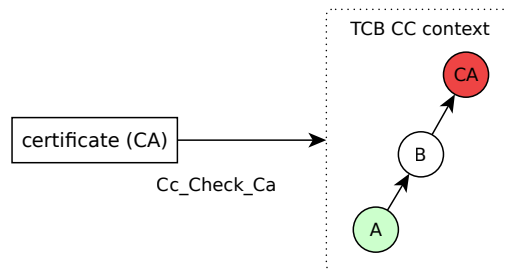 TCB CC context
CA
certificate (CA)
B
Cc_Check_Ca
A